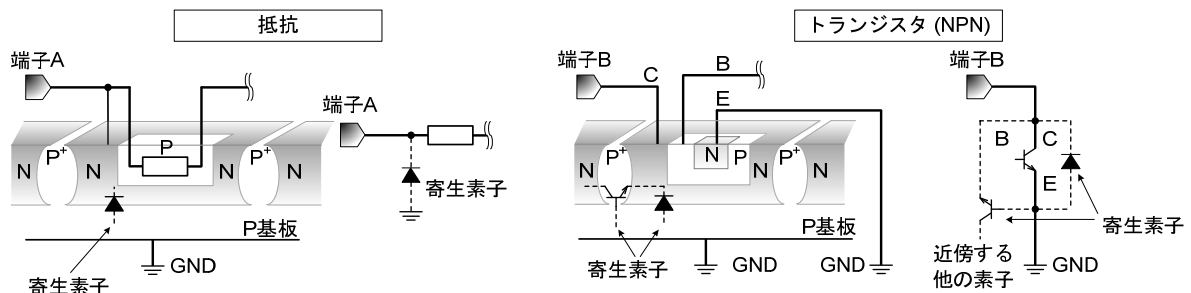 抵抗
端子A
P
N
P+
N
N
P+
N
P基板
GND
寄生素子
端子A
寄生素子
トランジスタ (NPN)
端子B
C
B
E
N
P+
N
N
P
N
P+
N
P基板
寄生素子
GND
GND
端子B
B
C
E
寄生素子
近傍する
他の素子
GND